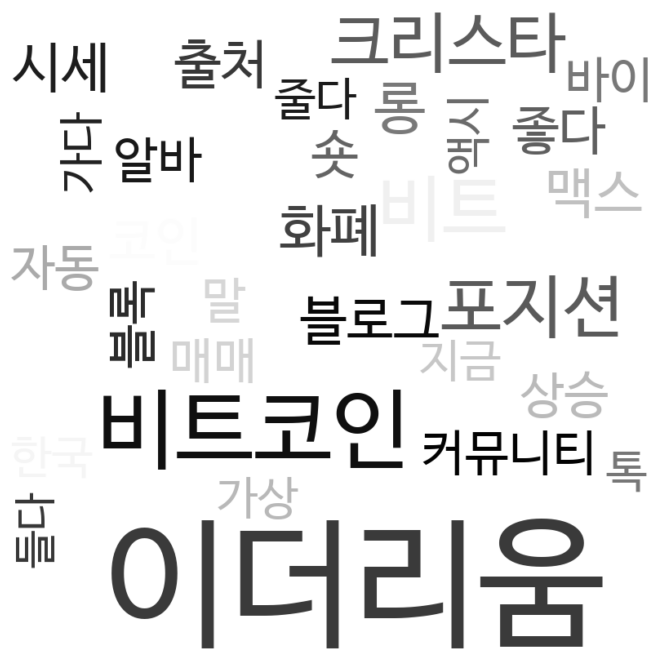 시세
출처
크리스타
바이
줄다
롱
액시
좋다
가다
알바
숏
비트
맥스
화폐
코인
자동
블록
말
블로그
포지션
매매
지금
상승
비트코인
커뮤니티
한국
톡
가상
들다
이더리움